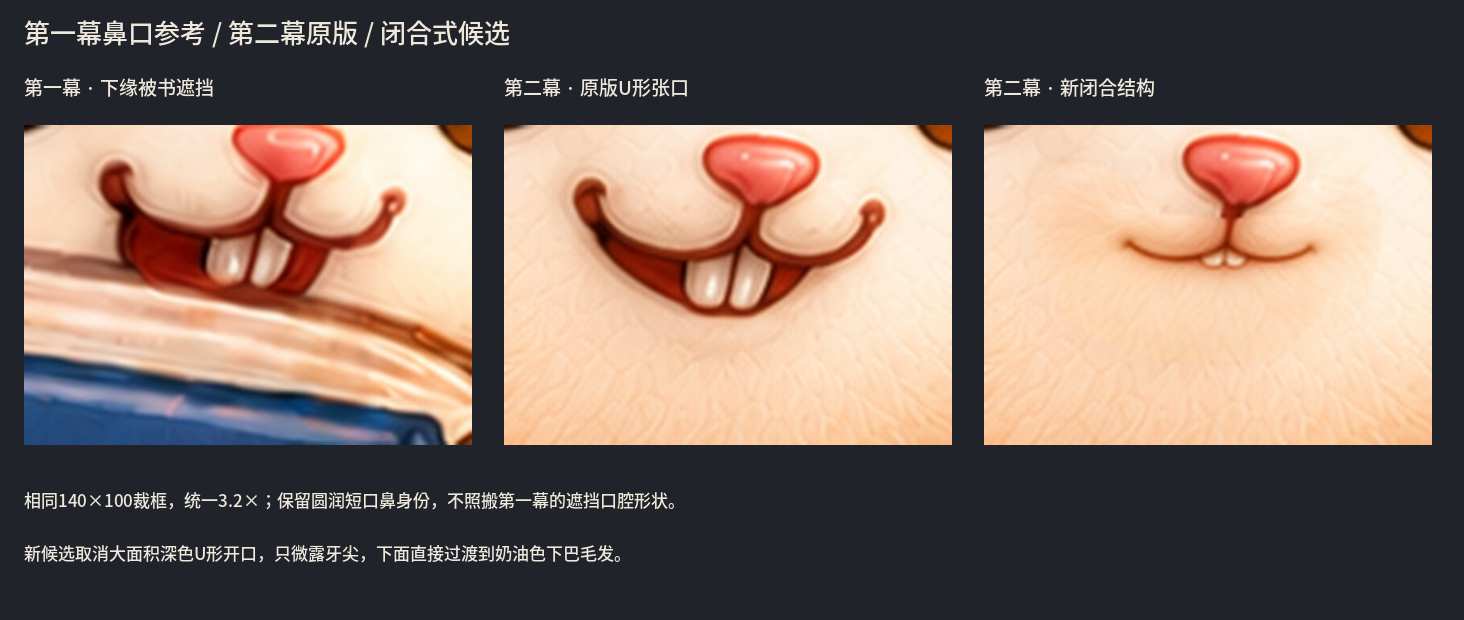 第一幕鼻口参考 / 第二幕原版 / 闭合式候选
第一幕 · 下缘被书遮挡
第二幕 · 原版U形张口
第二幕 · 新闭合结构
相同140×100裁框，统一3.2×；保留圆润短口鼻身份，不照搬第一幕的遮挡口腔形状。
新候选取消大面积深色U形开口，只微露牙尖，下面直接过渡到奶油色下巴毛发。